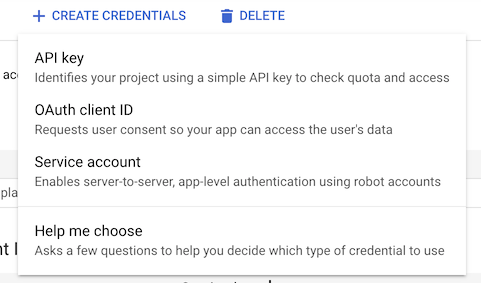 + CREATE CREDENTIALS DELETE
API key
Identifies your project using a simple API key to check quota and access
OAuth client ID
Requests user consent so your app can access the user's data
Service account
Enables server-to-server, app-level authentication using robot accounts
Help me choose
Asks a few questions to help you decide which type of credential to use